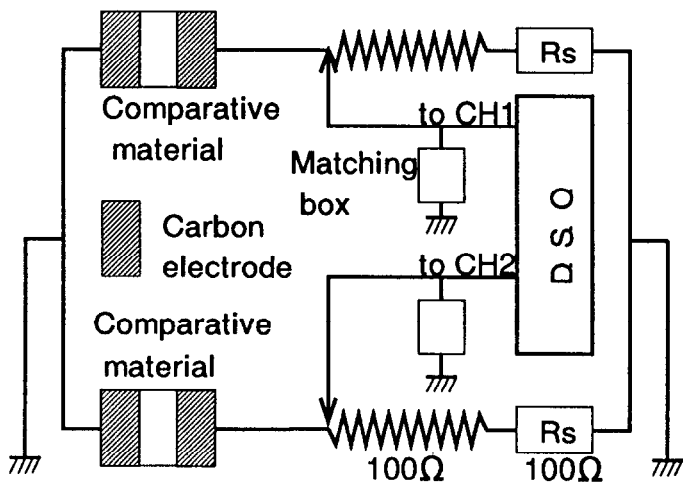 Rs
Comparative
material
to CH1
Matching
box
DSO
Carbon
electrode
to CH2
Comparative
material
Rs
100Ω
100Ω